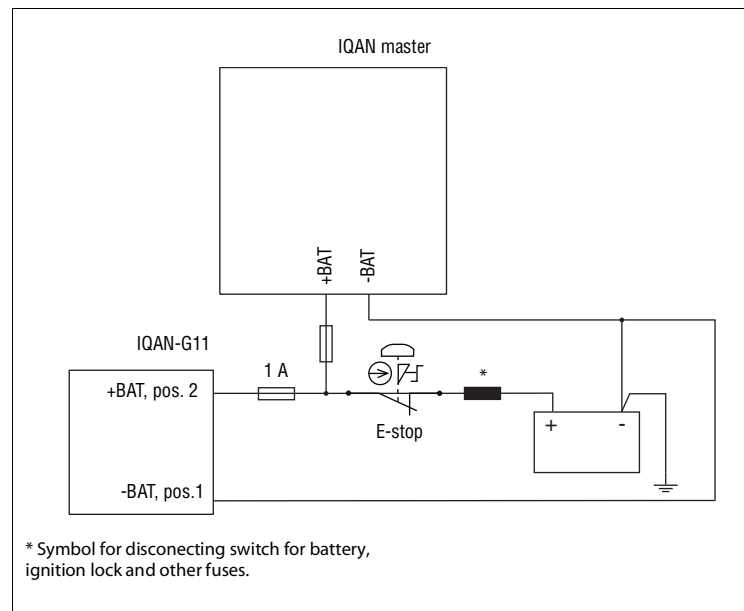 IQAN master
+BAT
-BAT
IQAN-G11
1 A
+BAT, pos. 2
*
E-stop
+ -
-BAT, pos.1
* Symbol for disconecting switch for battery,
ignition lock and other fuses.